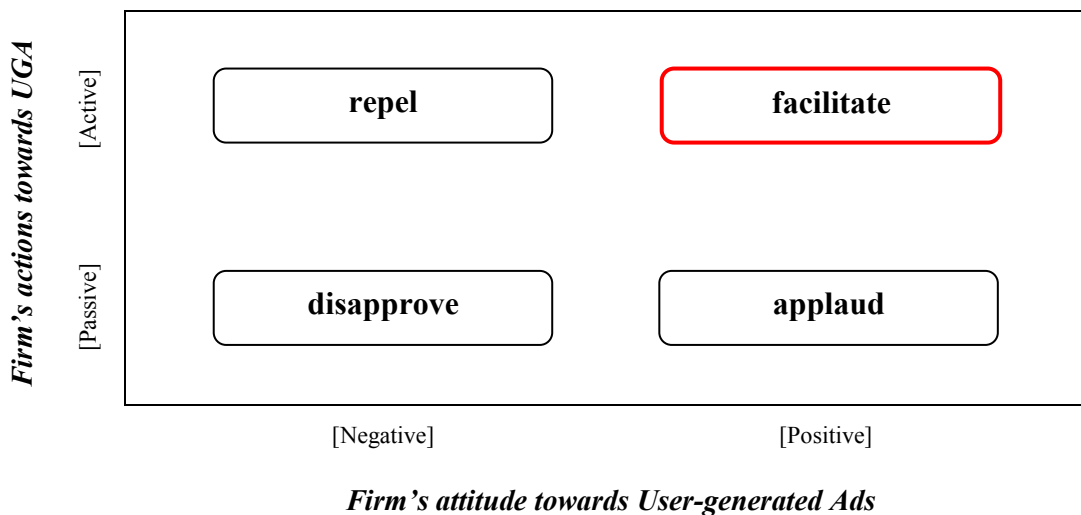 Firm’s actions towards UGA
[Active]
repel
facilitate
[Passive]
disapprove
applaud
[Negative]
[Positive]
Firm’s attitude towards User-generated Ads